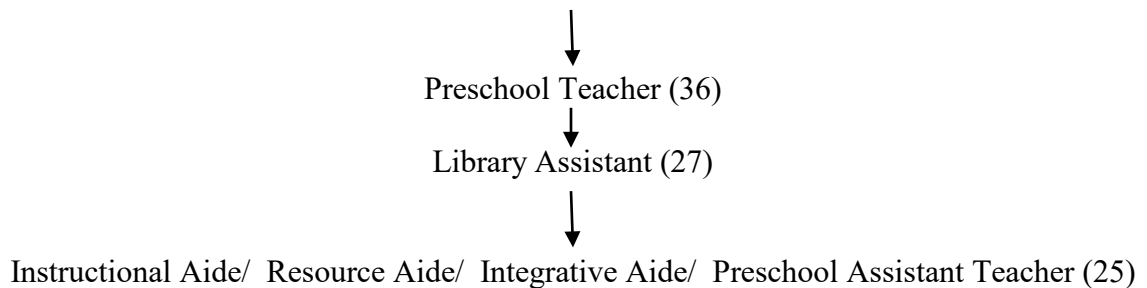 Preschool Teacher (36)
Library Assistant (27)
Instructional Aide/ Resource Aide/ Integrative Aide/ Preschool Assistant Teacher (25)